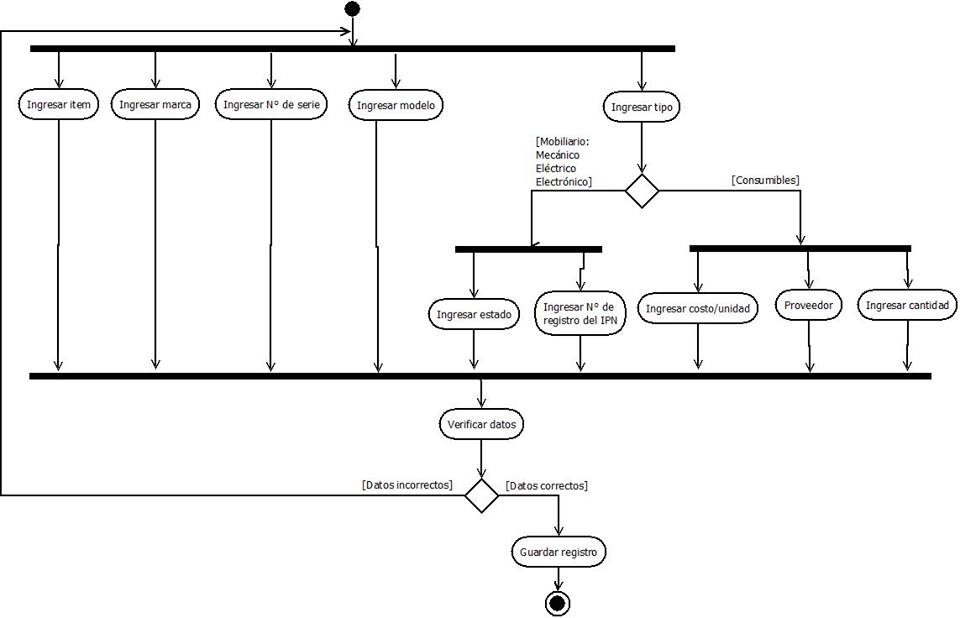 Ingresar item
Ingresar marca
Ingresar N° de serie
Ingresar modelo
Ingresar tipo
[Mobiliario:
Mecánico
Eléctrico
Electrónico]
[Consumibles]
Ingresar estado
Ingresar N° de
registro del IPN
Ingresar costo/unidad
Proveedor
Ingresar cantidad
Verificar datos
[Datos incorrectos]
[Datos correctos]
Guardar registro